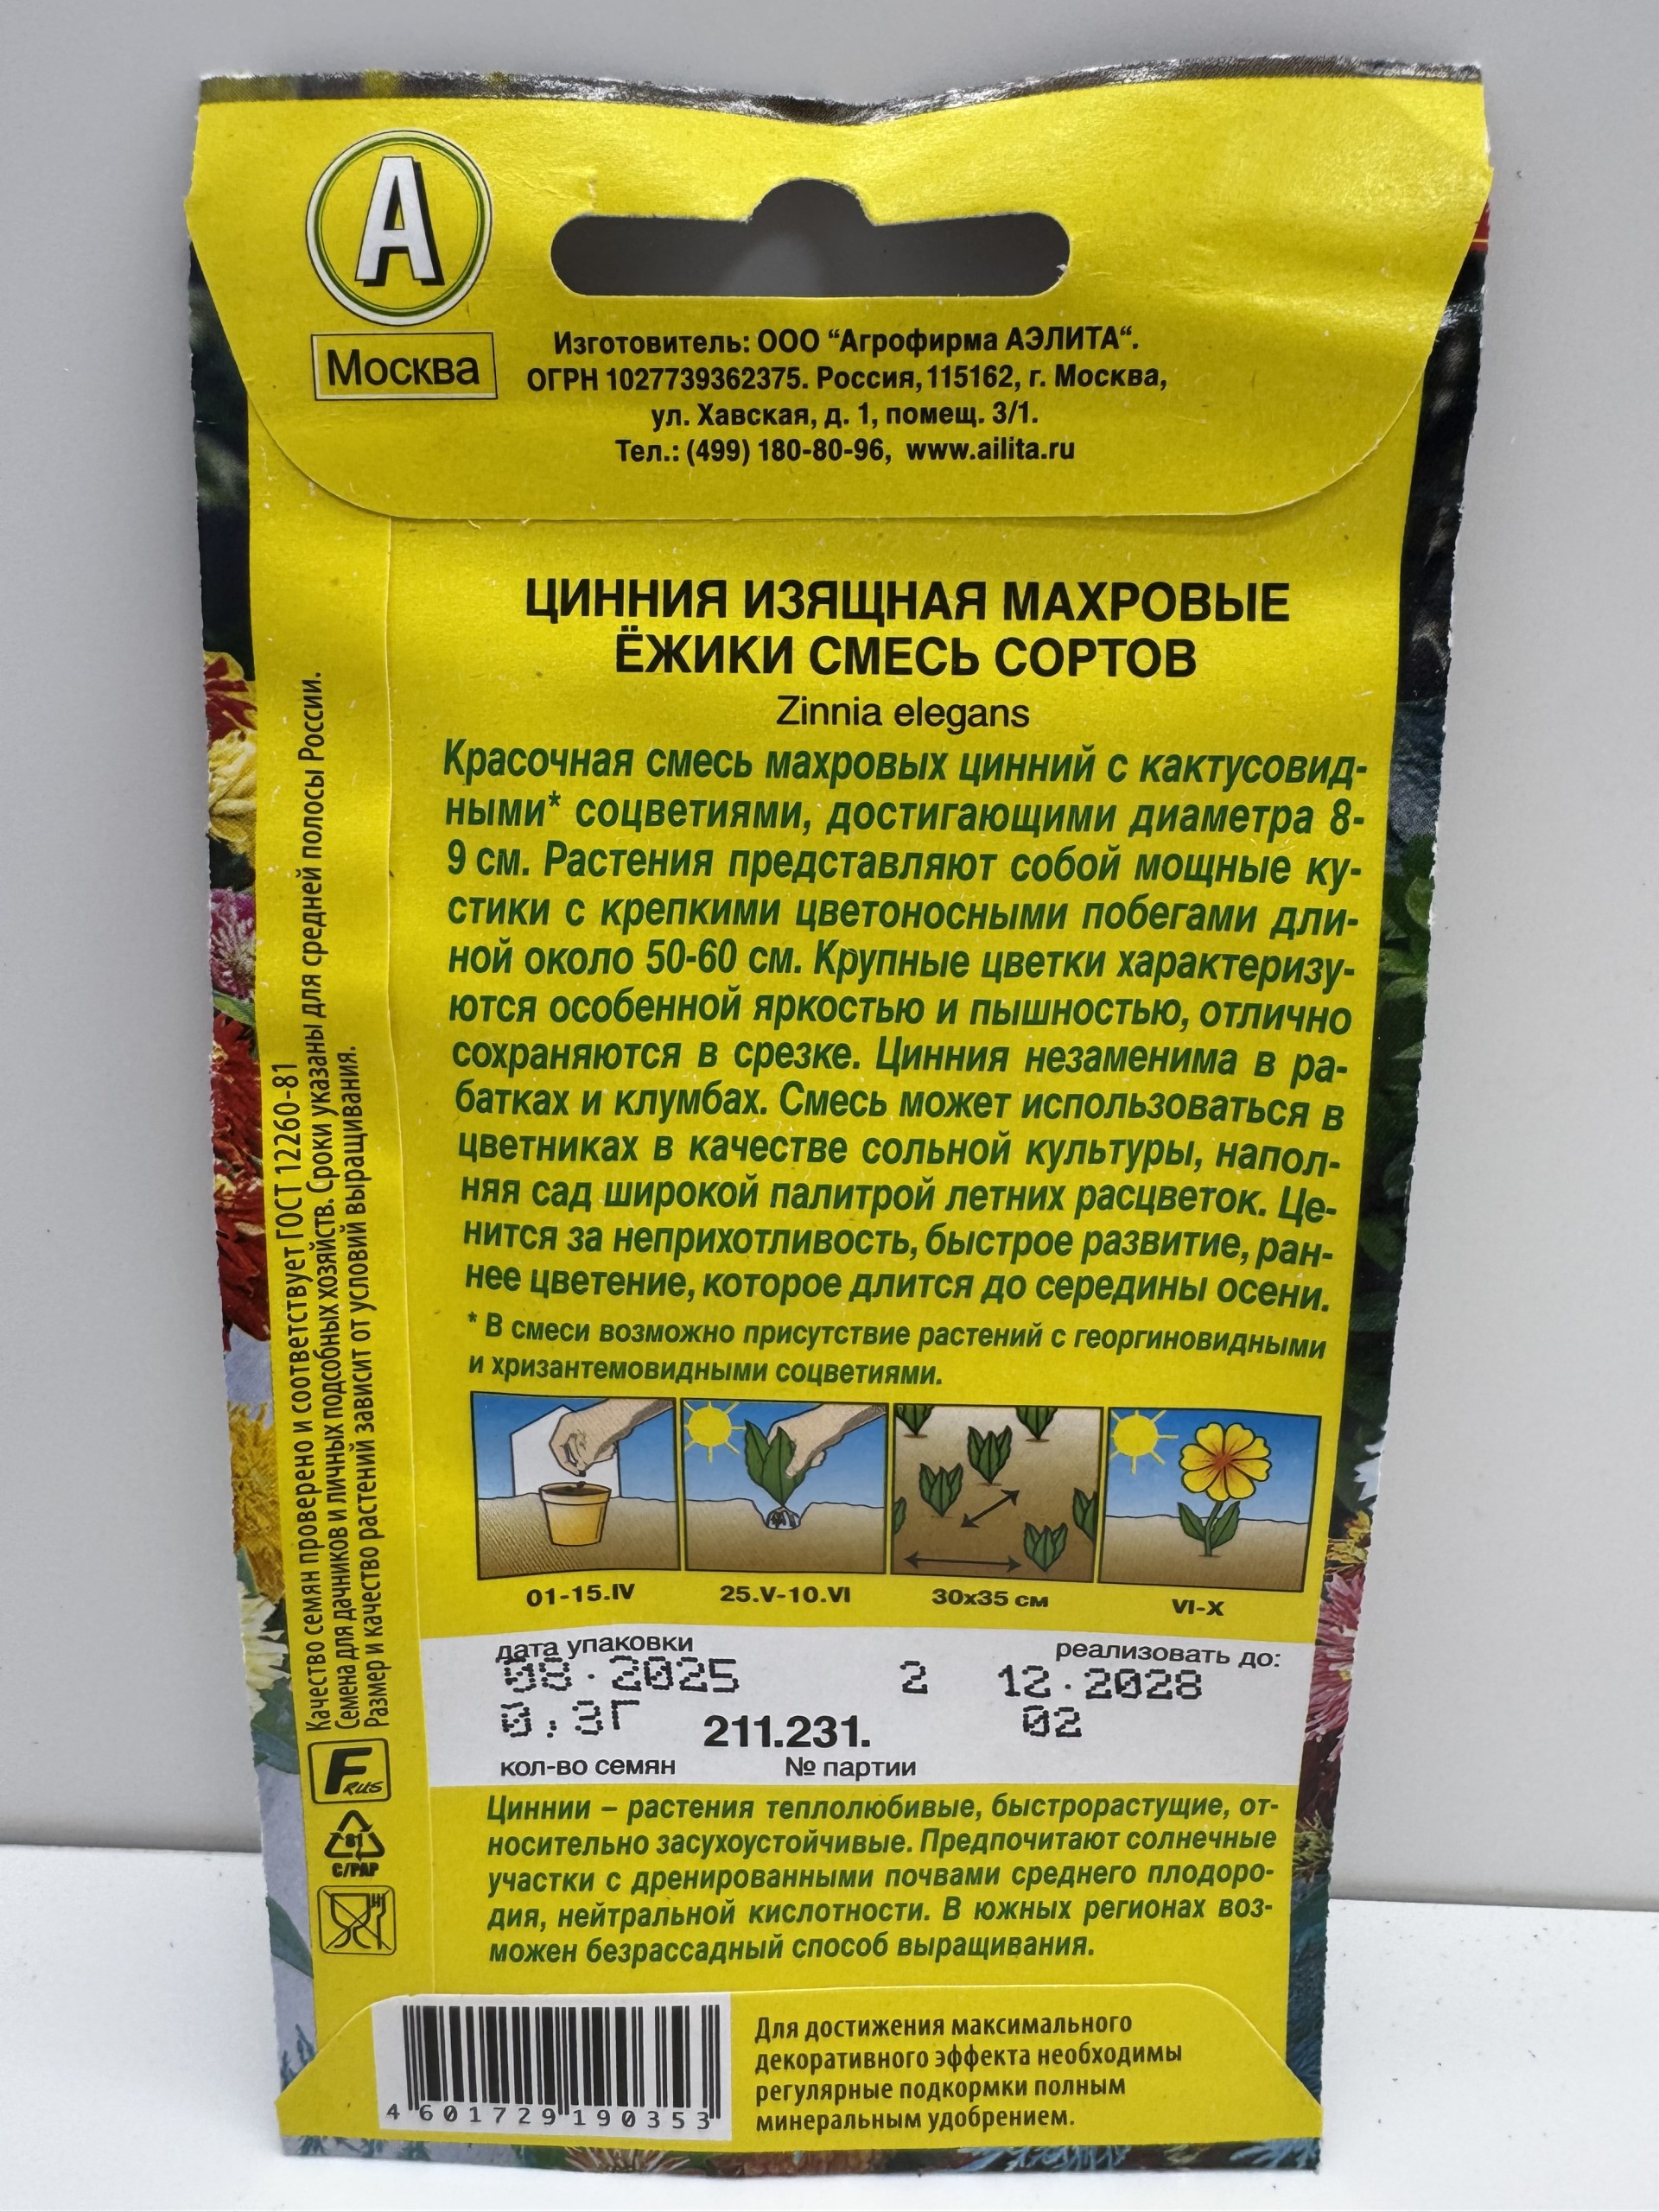 А
Москва
Изготовитель: ООО “Агрофирма АЭЛИТА“.
ОГРН 1027739362375. Россия, 115162, г. Москва,
ул. Хавская, д. 1, помещ. 3/1.
Тел.: (499) 180-80-96, www.ailita.ru
ЦИННИЯ ИЗЯЩНАЯ МАХРОВЫЕ
ЁЖИКИ СМЕСЬ СОРТОВ
Zinnia elegans
Красочная смесь махровых цинний с кактусовид-
ными* соцветиями, достигающими диаметра 8-
9 см. Растения представляют собой мощные ку-
стики с крепкими цветоносными побегами дли-
ной около 50-60 см. Крупные цветки характеризу-
ются особенной яркостью и пышностью, отлично
сохраняются в срезке. Цинния незаменима в ра-
батках и клумбах. Смесь может использоваться в
цветниках в качестве сольной культуры, напол-
няя сад широкой палитрой летних расцветок. Це-
нится за неприхотливость, быстрое развитие, ран-
нее цветение, которое длится до середины осени.
* В смеси возможно присутствие растений с георгиновидными
и хризантемовидными соцветиями.
01-15.IV 25.V-10.VI 30х35 см VI-X
дата упаковки реализовать до:
08.2025 2 12.2028
0,3Г 211.231. 02
кол-во семян № партии
Циннии – растения теплолюбивые, быстрорастущие, от-
носительно засухоустойчивые. Предпочитают солнечные
участки с дренированными почвами среднего плодоро-
дия, нейтральной кислотности. В южных регионах воз-
можен безрассадный способ выращивания.
Для достижения максимального
декоративного эффекта необходимы
регулярные подкормки полным
минеральным удобрением.
4 601729 190353
Качество семян проверено и соответствует ГОСТ 12260-81
Семена для дачников и личных подсобных хозяйств. Сроки указаны для средней полосы России.
Размер и качество растений зависит от условий выращивания.
F RUS
81
C/PAP